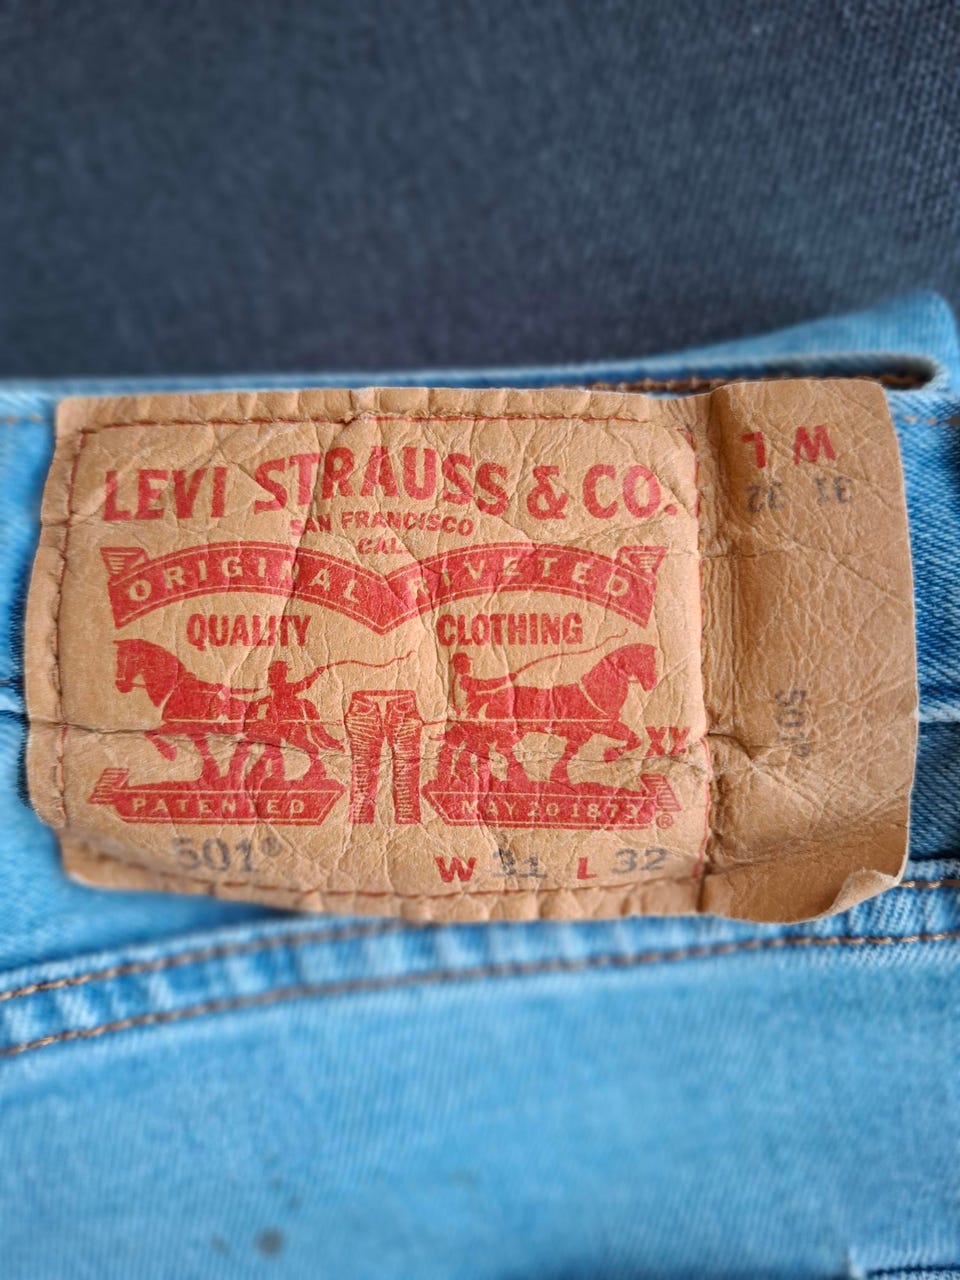 LEVI STRAUSS & CO.
SAN FRANCISCO
CAL.
ORIGINAL RIVETED
QUALITY CLOTHING
XX
PATENTED MAY 20 1873 ®
501® W 31 L 32
W L
31 32
501®